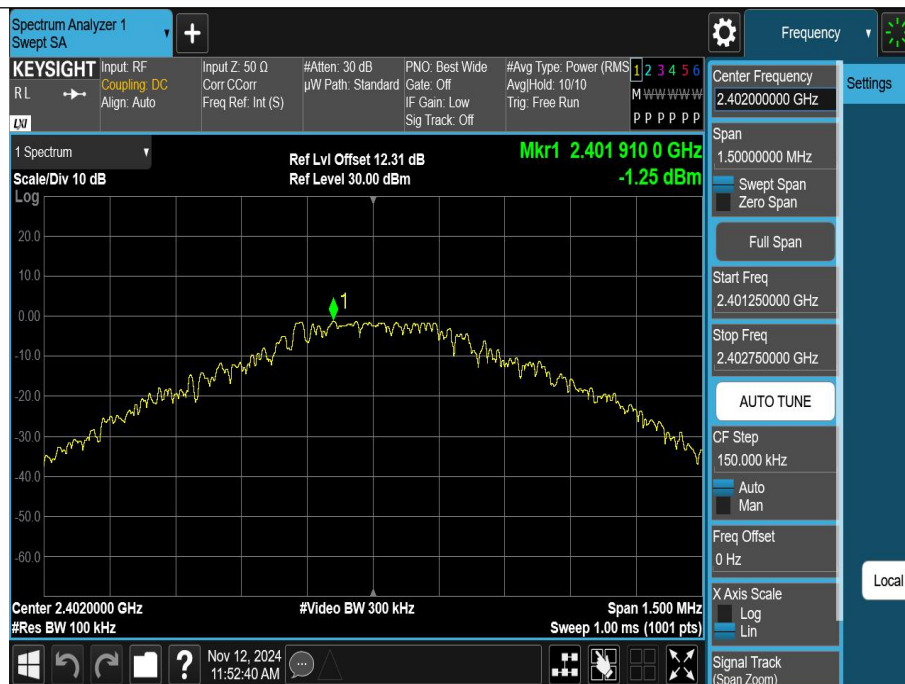 Spectrum Analyzer 1
Swept SA
Frequency
KEYSIGHT
RL
LXI
Input: RF
Coupling: DC
Align: Auto
Input Z: 50 Ω
Corr CCorr
Freq Ref: Int (S)
#Atten: 30 dB
µW Path: Standard
PNO: Best Wide
Gate: Off
IF Gain: Low
Sig Track: Off
#Avg Type: Power (RMS
Avg|Hold: 10/10
Trig: Free Run
1 2 3 4 5 6
M W W W W W
P P P P P P
Center Frequency
2.402000000 GHz
Settings
Span
1.50000000 MHz
Swept Span
Zero Span
Full Span
Start Freq
2.401250000 GHz
Stop Freq
2.402750000 GHz
AUTO TUNE
CF Step
150.000 kHz
Auto
Man
Freq Offset
0 Hz
X Axis Scale
Log
Lin
Signal Track
(Span Zoom)
Local
1 Spectrum
Scale/Div 10 dB
Log
Ref Lvl Offset 12.31 dB
Ref Level 30.00 dBm
Mkr1 2.401 910 0 GHz
-1.25 dBm
20.0
10.0
0.00
-10.0
-20.0
-30.0
-40.0
-50.0
-60.0
1
Center 2.4020000 GHz
#Res BW 100 kHz
#Video BW 300 kHz
Span 1.500 MHz
Sweep 1.00 ms (1001 pts)
Nov 12, 2024
11:52:40 AM